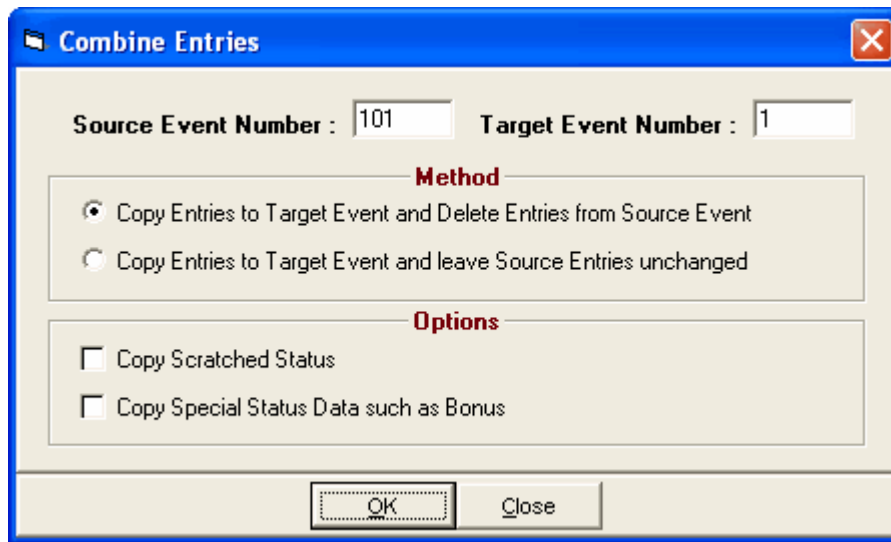 Combine Entries
Source Event Number : 101 Target Event Number : 1
Method
Copy Entries to Target Event and Delete Entries from Source Event
Copy Entries to Target Event and leave Source Entries unchanged
Options
Copy Scratched Status
Copy Special Status Data such as Bonus
OK Close